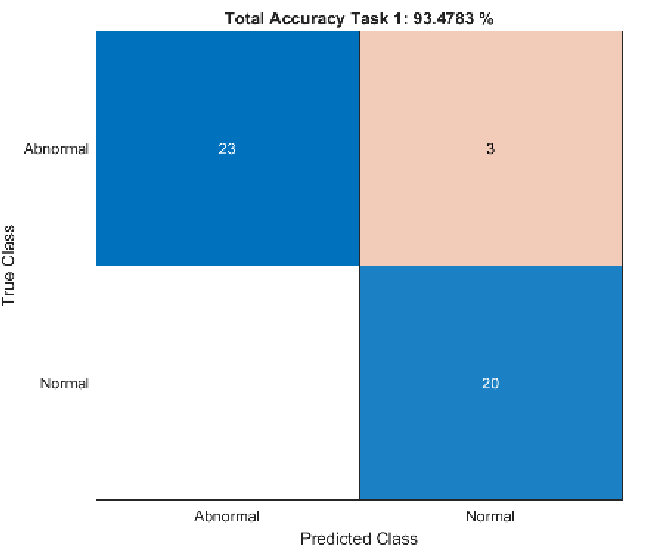 Total Accuracy Task 1: 93.4783 %
Abnormal
23
3
True Class
Normal
20
Abnormal
Normal
Predicted Class